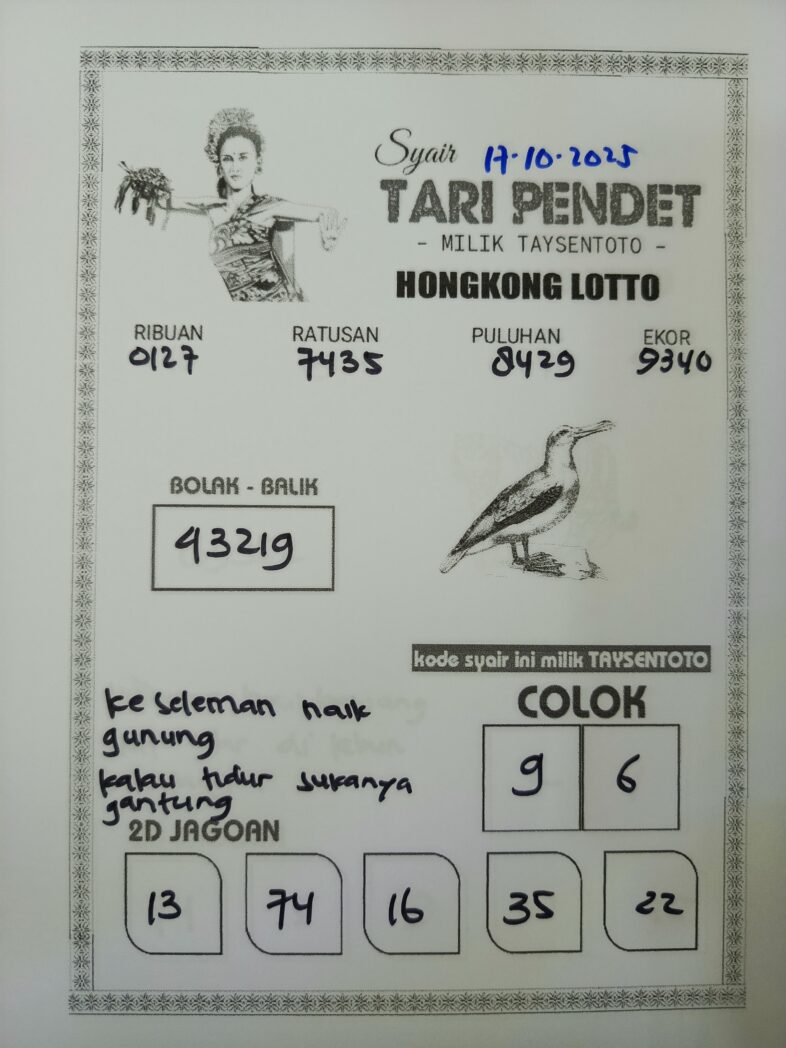 Syair 17.10.2025
TARI PENDET
- MILIK TAYSENTOTO -
HONGKONG LOTTO
RIBUAN RATUSAN PULUHAN EKOR
0127 7435 8429 9340
BOLAK - BALIK
43219
kode syair ini milik TAYSENTOTO
COLOK
9 6
ke seleman naik
gunung
kalau tidur sukanya
gantung
2D JAGOAN
13 74 16 35 22